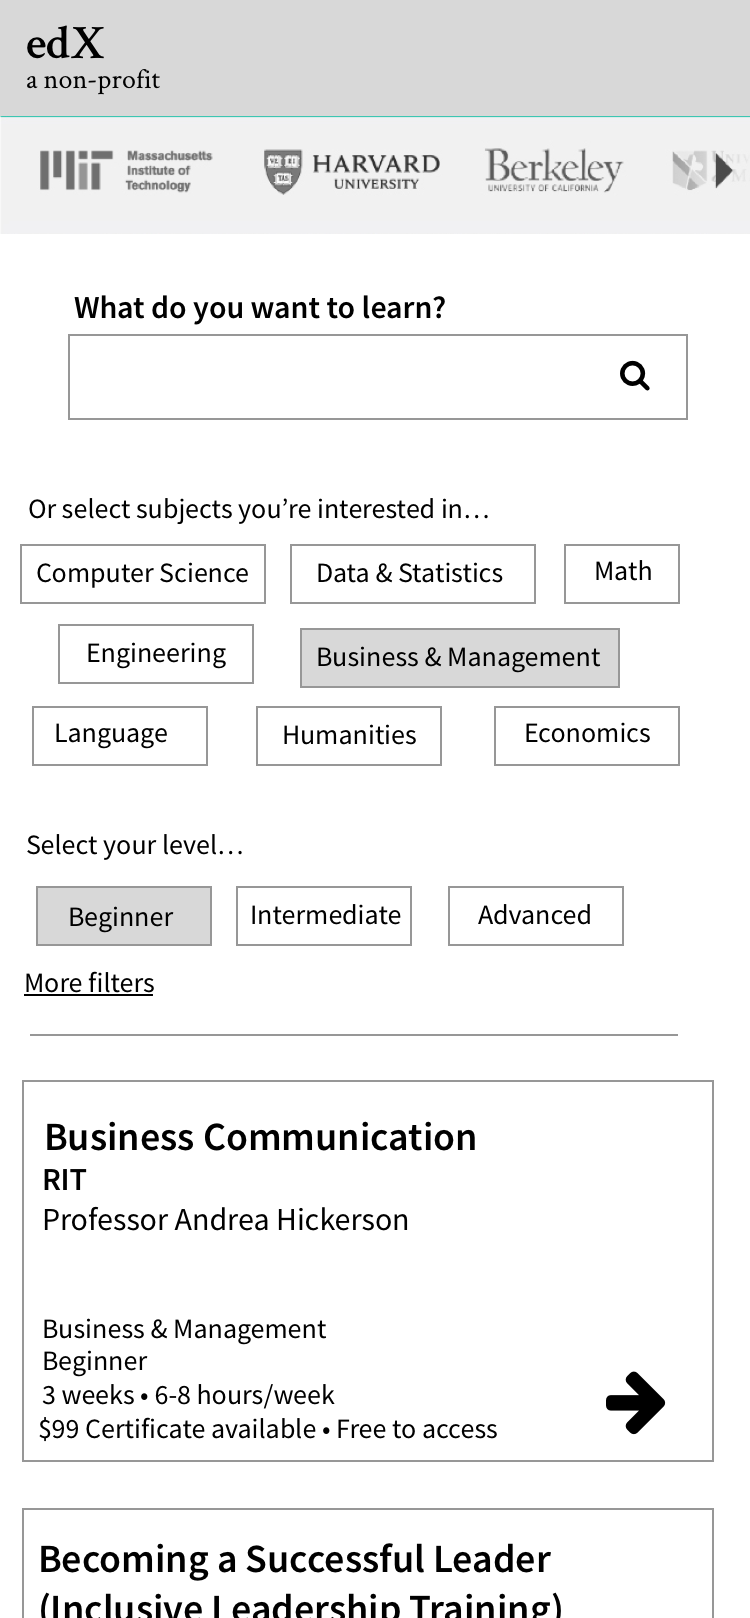 edX
a non-profit
Massachusetts
Institute of
Technology
HARVARD
UNIVERSITY
Berkeley
UNIVERSITY OF CALIFORNIA
What do you want to learn?
Or select subjects you’re interested in…
Computer Science Data & Statistics Math
Engineering Business & Management
Language Humanities Economics
Select your level…
Beginner Intermediate Advanced
More filters
Business Communication
RIT
Professor Andrea Hickerson
Business & Management
Beginner
3 weeks • 6-8 hours/week
$99 Certificate available • Free to access
Becoming a Successful Leader
(Inclusive Leadership Training)